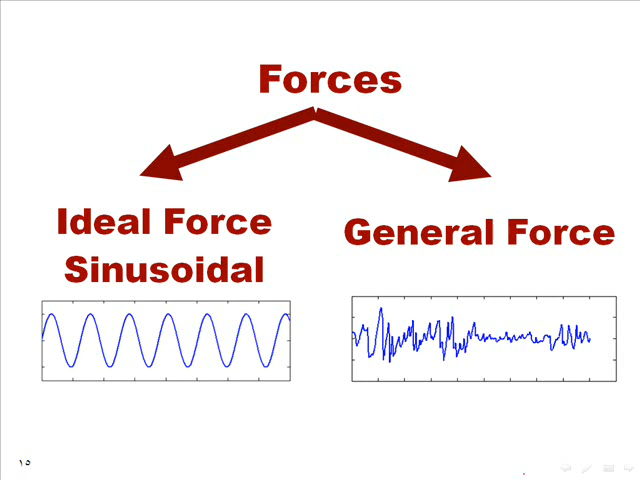 Forces
Ideal Force
Sinusoidal
General Force
١٥